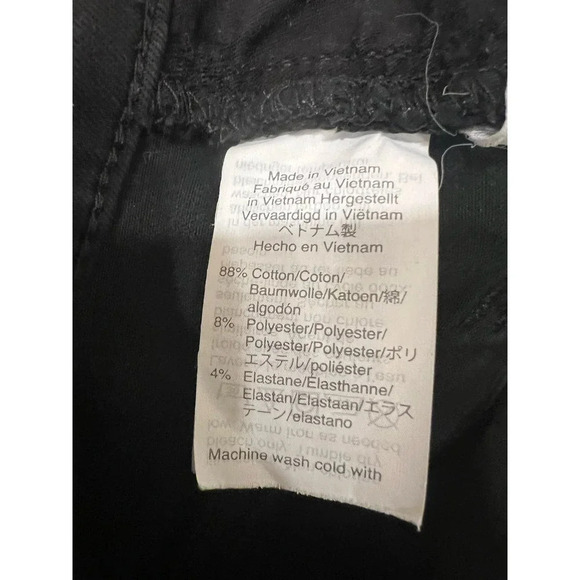 Made in Vietnam
Fabriqué au Vietnam
in Vietnam Hergestellt
Vervaardigd in Viëtnam
ベトナム製
Hecho en Vietnam
88% Cotton/Coton/
Baumwolle/Katoen/綿/
algodón
8% Polyester/Polyester/
Polyester/Polyester/ポリ
エステル/poliéster
4% Elastane/Élasthanne/
Elastan/Elastaan/エラス
テーン/elastano
Machine wash cold with